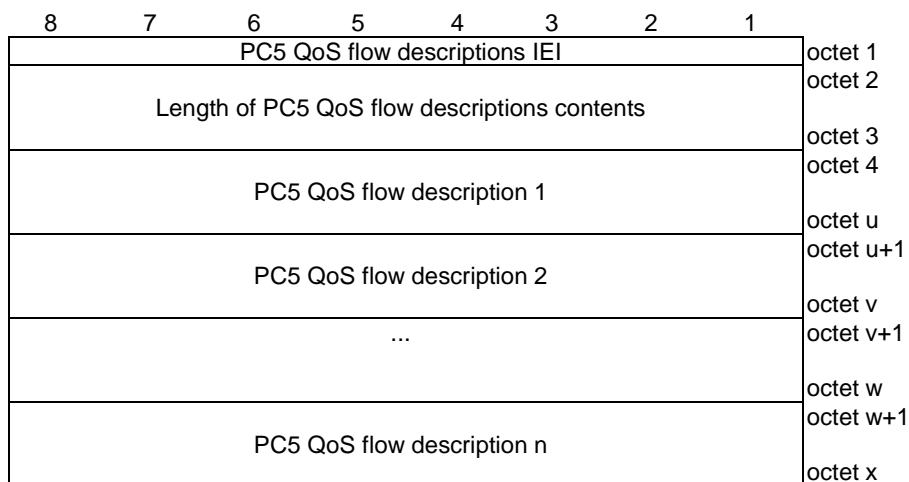 8 7 6 5 4 3 2 1
PC5 QoS flow descriptions IEI octet 1
octet 2
Length of PC5 QoS flow descriptions contents
octet 3
octet 4
PC5 QoS flow description 1
octet u
octet u+1
PC5 QoS flow description 2
octet v
... octet v+1
octet w
octet w+1
PC5 QoS flow description n
octet x